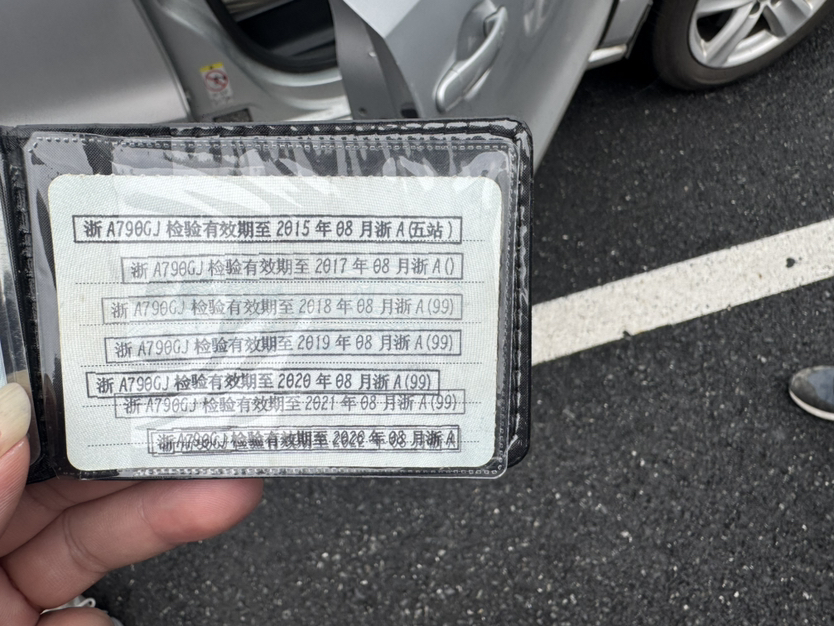 浙 A790GJ 检验有效期至 2015 年 08 月浙 A(五站)
浙 A790GJ 检验有效期至 2017 年 08 月浙 A()
浙 A790GJ 检验有效期至 2018 年 08 月浙 A(99)
浙 A790GJ 检验有效期至 2019 年 08 月浙 A(99)
浙 A790GJ 检验有效期至 2020 年 08 月浙 A(99)
浙 A790GJ 检验有效期至 2021 年 08 月浙 A(99)
浙 A790GJ 检验有效期至 年 08 月浙 A